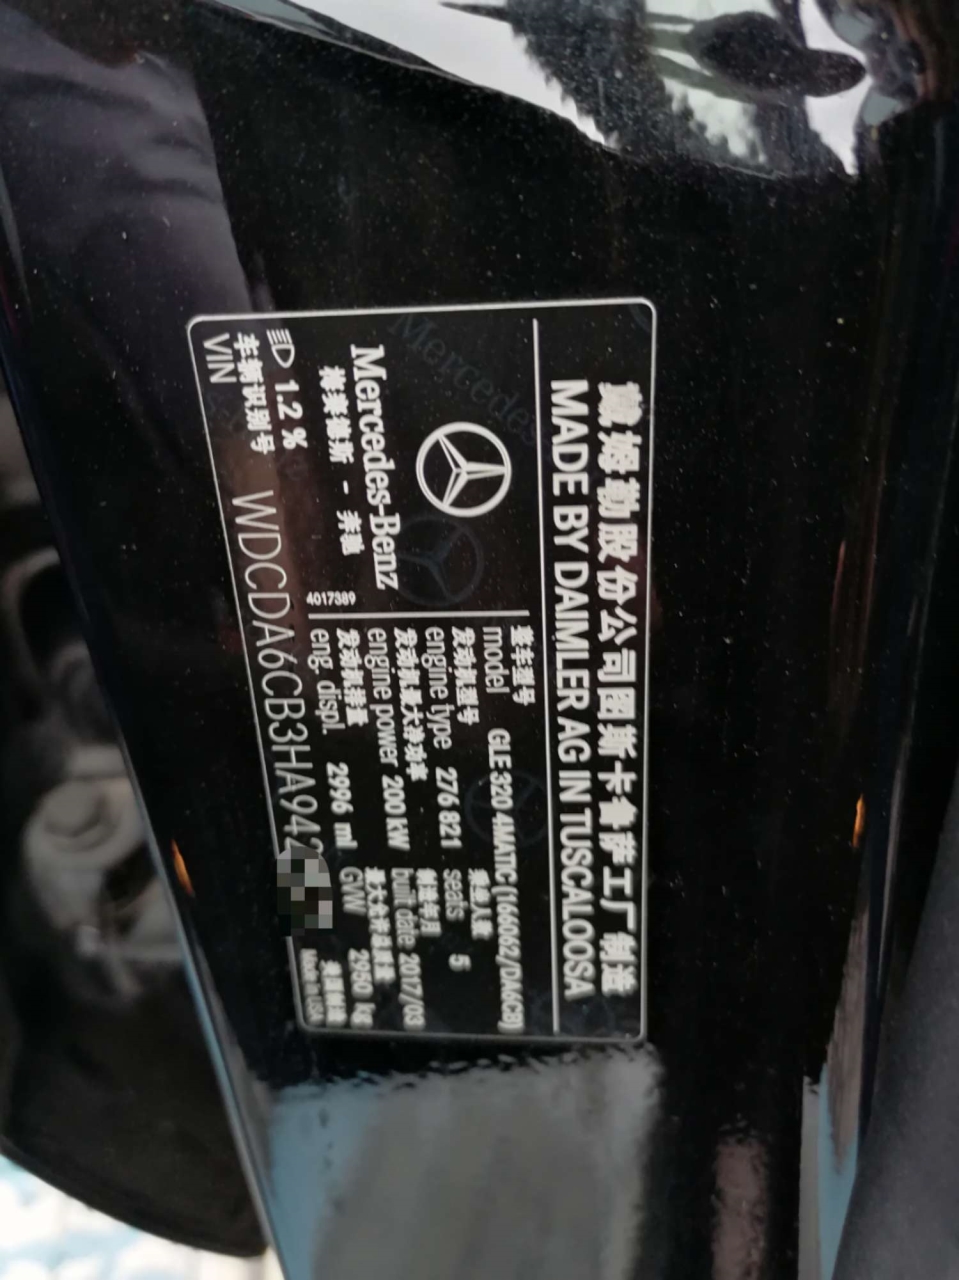 戴姆勒股份公司图斯卡鲁萨工厂制造
MADE BY DAIMLER AG IN TUSCALOOSA
Mercedes-Benz
梅赛德斯 - 奔驰
4017389
整车型号
model GLE 320 4MATIC (166062/DA6CB)
发动机型号 乘坐人数
engine type 276 821 seats 5
发动机最大净功率 制造年月
engine power 200 kW built date 2017/03
发动机排量 最大允许总质量
eng. displ. 2996 ml GVW 2950 kg
1.2 %
车辆识别号 美国制造
VIN WDCDA6CB3HA942 Made in USA